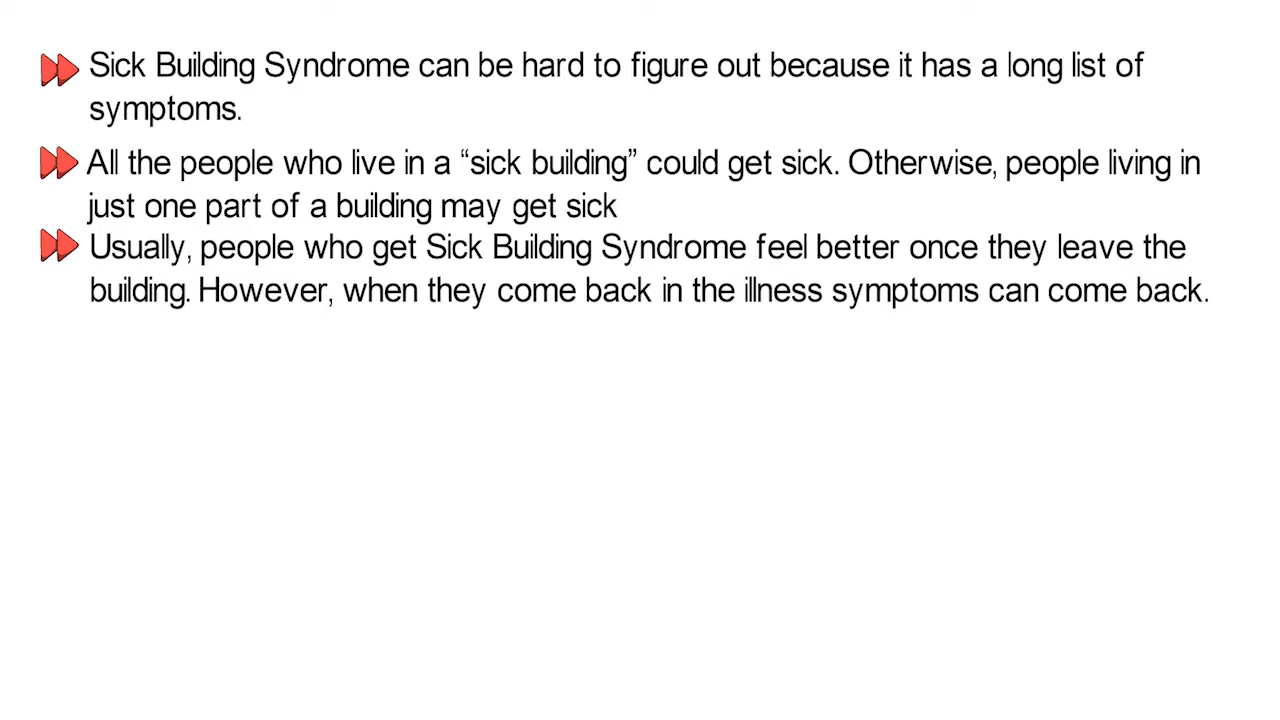 Sick Building Syndrome can be hard to figure out because it has a long list of
symptoms.
All the people who live in a “sick building” could get sick. Otherwise, people living in
just one part of a building may get sick
Usually, people who get Sick Building Syndrome feel better once they leave the
building. However, when they come back in the illness symptoms can come back.